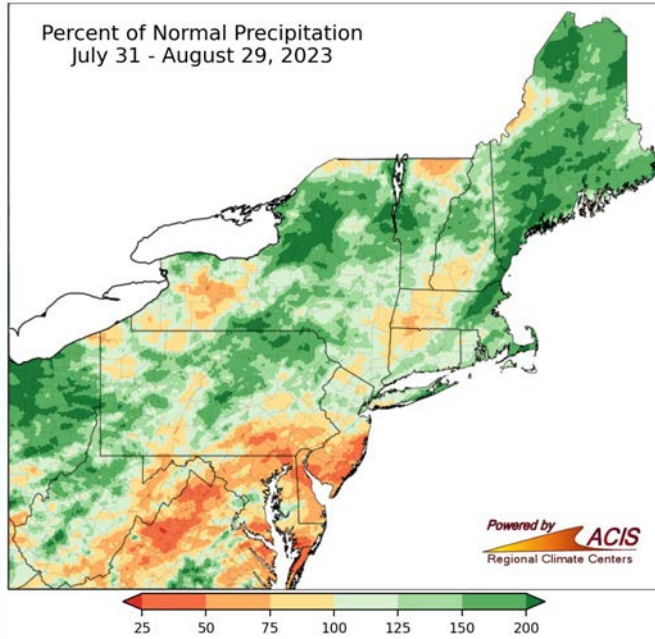 Percent of Normal Precipitation
July 31 - August 29, 2023
Powered by
ACIS
Regional Climate Centers
25 50 75 100 125 150 200